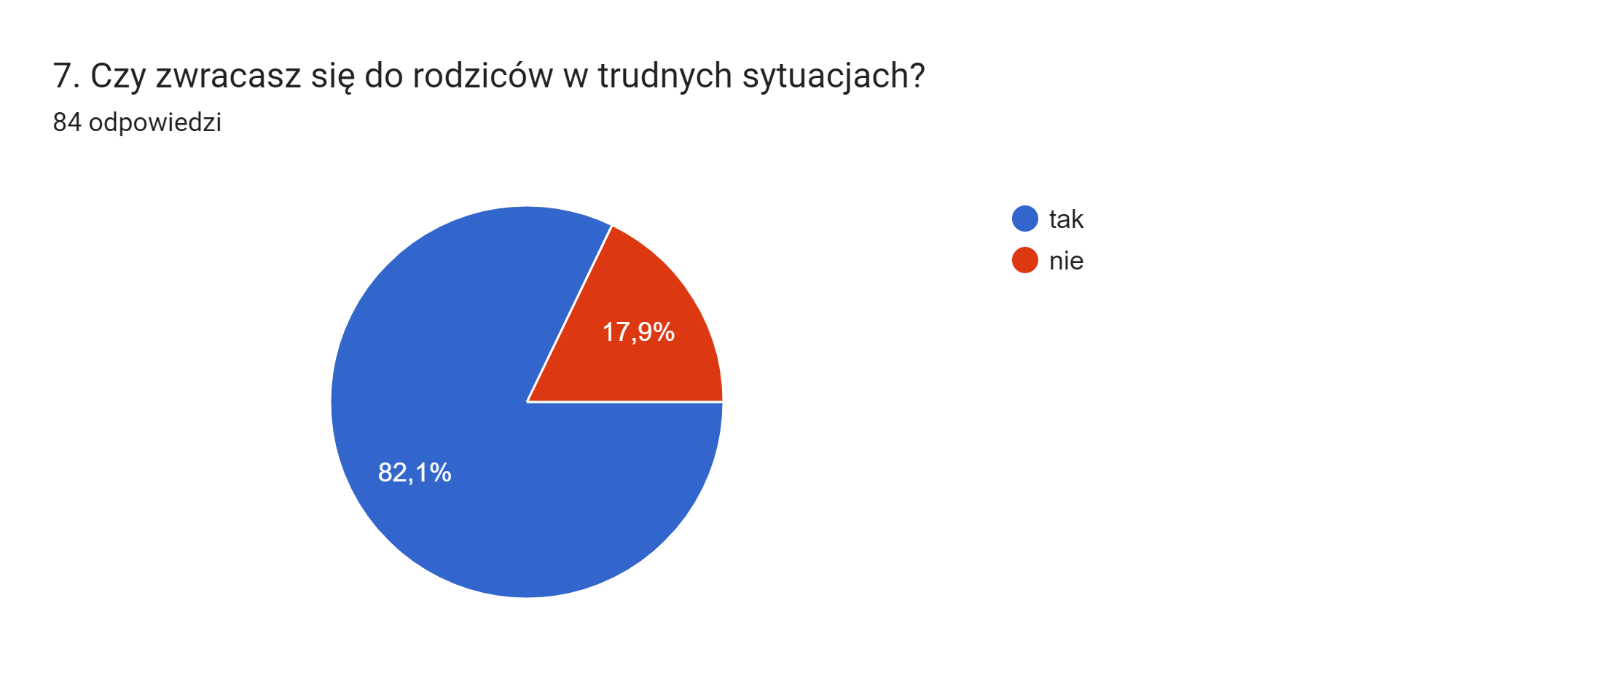 7. Czy zwracasz się do rodziców w trudnych sytuacjach?
84 odpowiedzi
tak
nie
17,9%
82,1%